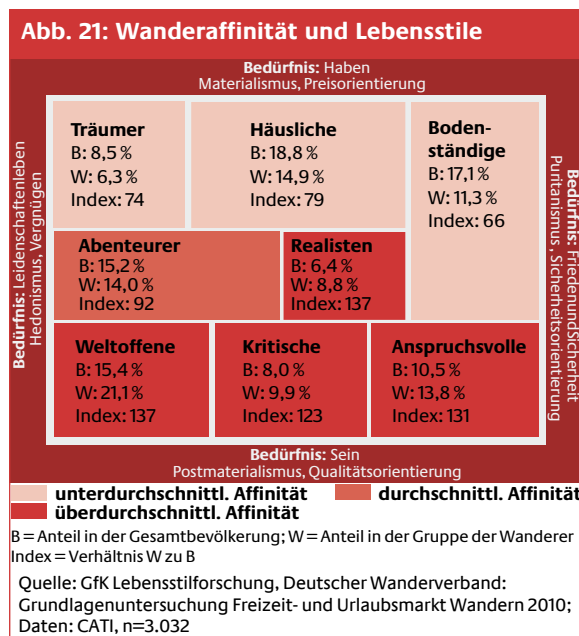 Abb. 21: Wanderaffinität und Lebensstile
Bedürfnis: Haben
Materialismus, Preisorientierung
Bedürfnis: Leidenschaften leben
Hedonismus, Vergnügen
Träumer
B: 8,5 %
W: 6,3 %
Index: 74
Häusliche
B: 18,8 %
W: 14,9 %
Index: 79
Boden-
ständige
B: 17,1 %
W: 11,3 %
Index: 66
Abenteurer
B: 15,2 %
W: 14,0 %
Index: 92
Realisten
B: 6,4 %
W: 8,8 %
Index: 137
Weltoffene
B: 15,4 %
W: 21,1 %
Index: 137
Kritische
B: 8,0 %
W: 9,9 %
Index: 123
Anspruchsvolle
B: 10,5 %
W: 13,8 %
Index: 131
Bedürfnis: Frieden und Sicherheit
Puritanismus, Sicherheitsorientierung
Bedürfnis: Sein
Postmaterialismus, Qualitätsorientierung
unterdurchschnittl. Affinität
durchschnittl. Affinität
überdurchschnittl. Affinität
B = Anteil in der Gesamtbevölkerung; W = Anteil in der Gruppe der Wanderer
Index = Verhältnis W zu B
Quelle: GfK Lebensstilforschung, Deutscher Wanderverband:
Grundlagenuntersuchung Freizeit- und Urlaubsmarkt Wandern 2010;
Daten: CATI, n=3.032